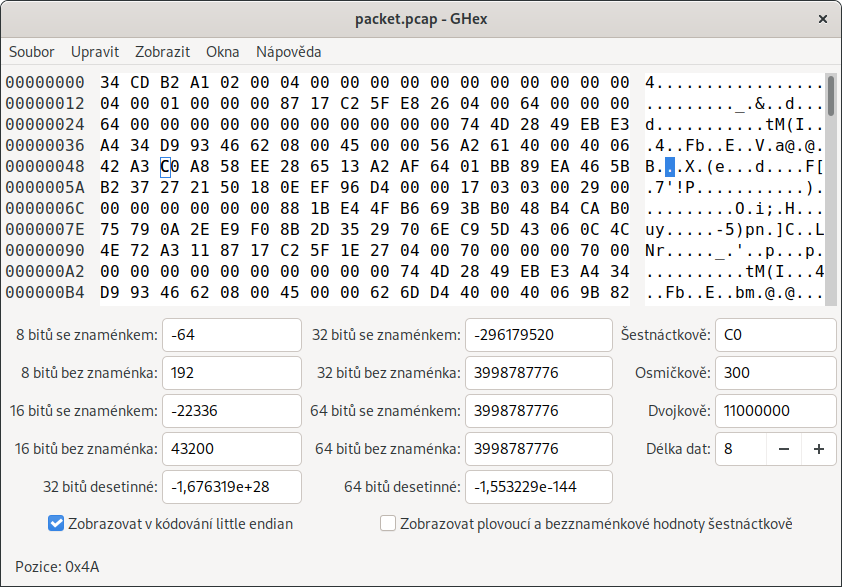 packet.pcap - GHex
Soubor Upravit Zobrazit Okna Nápověda
00000000 34 CD B2 A1 02 00 04 00 00 00 00 00 00 00 00 00 00 00 4.................
00000012 04 00 01 00 00 00 87 17 C2 5F E8 26 04 00 64 00 00 00 ........._.&..d...
00000024 64 00 00 00 00 00 00 00 00 00 00 00 74 4D 28 49 EB E3 d...........tM(I..
00000036 A4 34 D9 93 46 62 08 00 45 00 00 56 A2 61 40 00 40 06 .4..Fb..E..V.a@.@.
00000048 42 A3 C0 A8 58 EE 28 65 13 A2 AF 64 01 BB 89 EA 46 5B B...X.(e...d....F[
0000005A B2 37 27 21 50 18 0E EF 96 D4 00 00 17 03 03 00 29 00 .7'!P...........).
0000006C 00 00 00 00 00 00 88 1B E4 4F B6 69 3B B0 48 B4 CA B0 .........O.i;.H...
0000007E 75 79 0A 2E E9 F0 8B 2D 35 29 70 6E C9 5D 43 06 0C 4C uy.....-5)pn.]C..L
00000090 4E 72 A3 11 87 17 C2 5F 1E 27 04 00 70 00 00 00 70 00 Nr....._.'..p...p.
000000A2 00 00 00 00 00 00 00 00 00 00 74 4D 28 49 EB E3 A4 34 ..........tM(I...4
000000B4 D9 93 46 62 08 00 45 00 00 62 6D D4 40 00 40 06 9B 82 ..Fb..E..bm.@.@...
8 bitů se znaménkem: -64 32 bitů se znaménkem: -296179520 Šestnáctkově: C0
8 bitů bez znaménka: 192 32 bitů bez znaménka: 3998787776 Osmičkově: 300
16 bitů se znaménkem: -22336 64 bitů se znaménkem: 3998787776 Dvojkově: 11000000
16 bitů bez znaménka: 43200 64 bitů bez znaménka: 3998787776 Délka dat: 8 − +
32 bitů desetinné: -1,676319e+28 64 bitů desetinné: -1,553229e-144
Zobrazovat v kódování little endian Zobrazovat plovoucí a bezznaménkové hodnoty šestnáctkově
Pozice: 0x4A